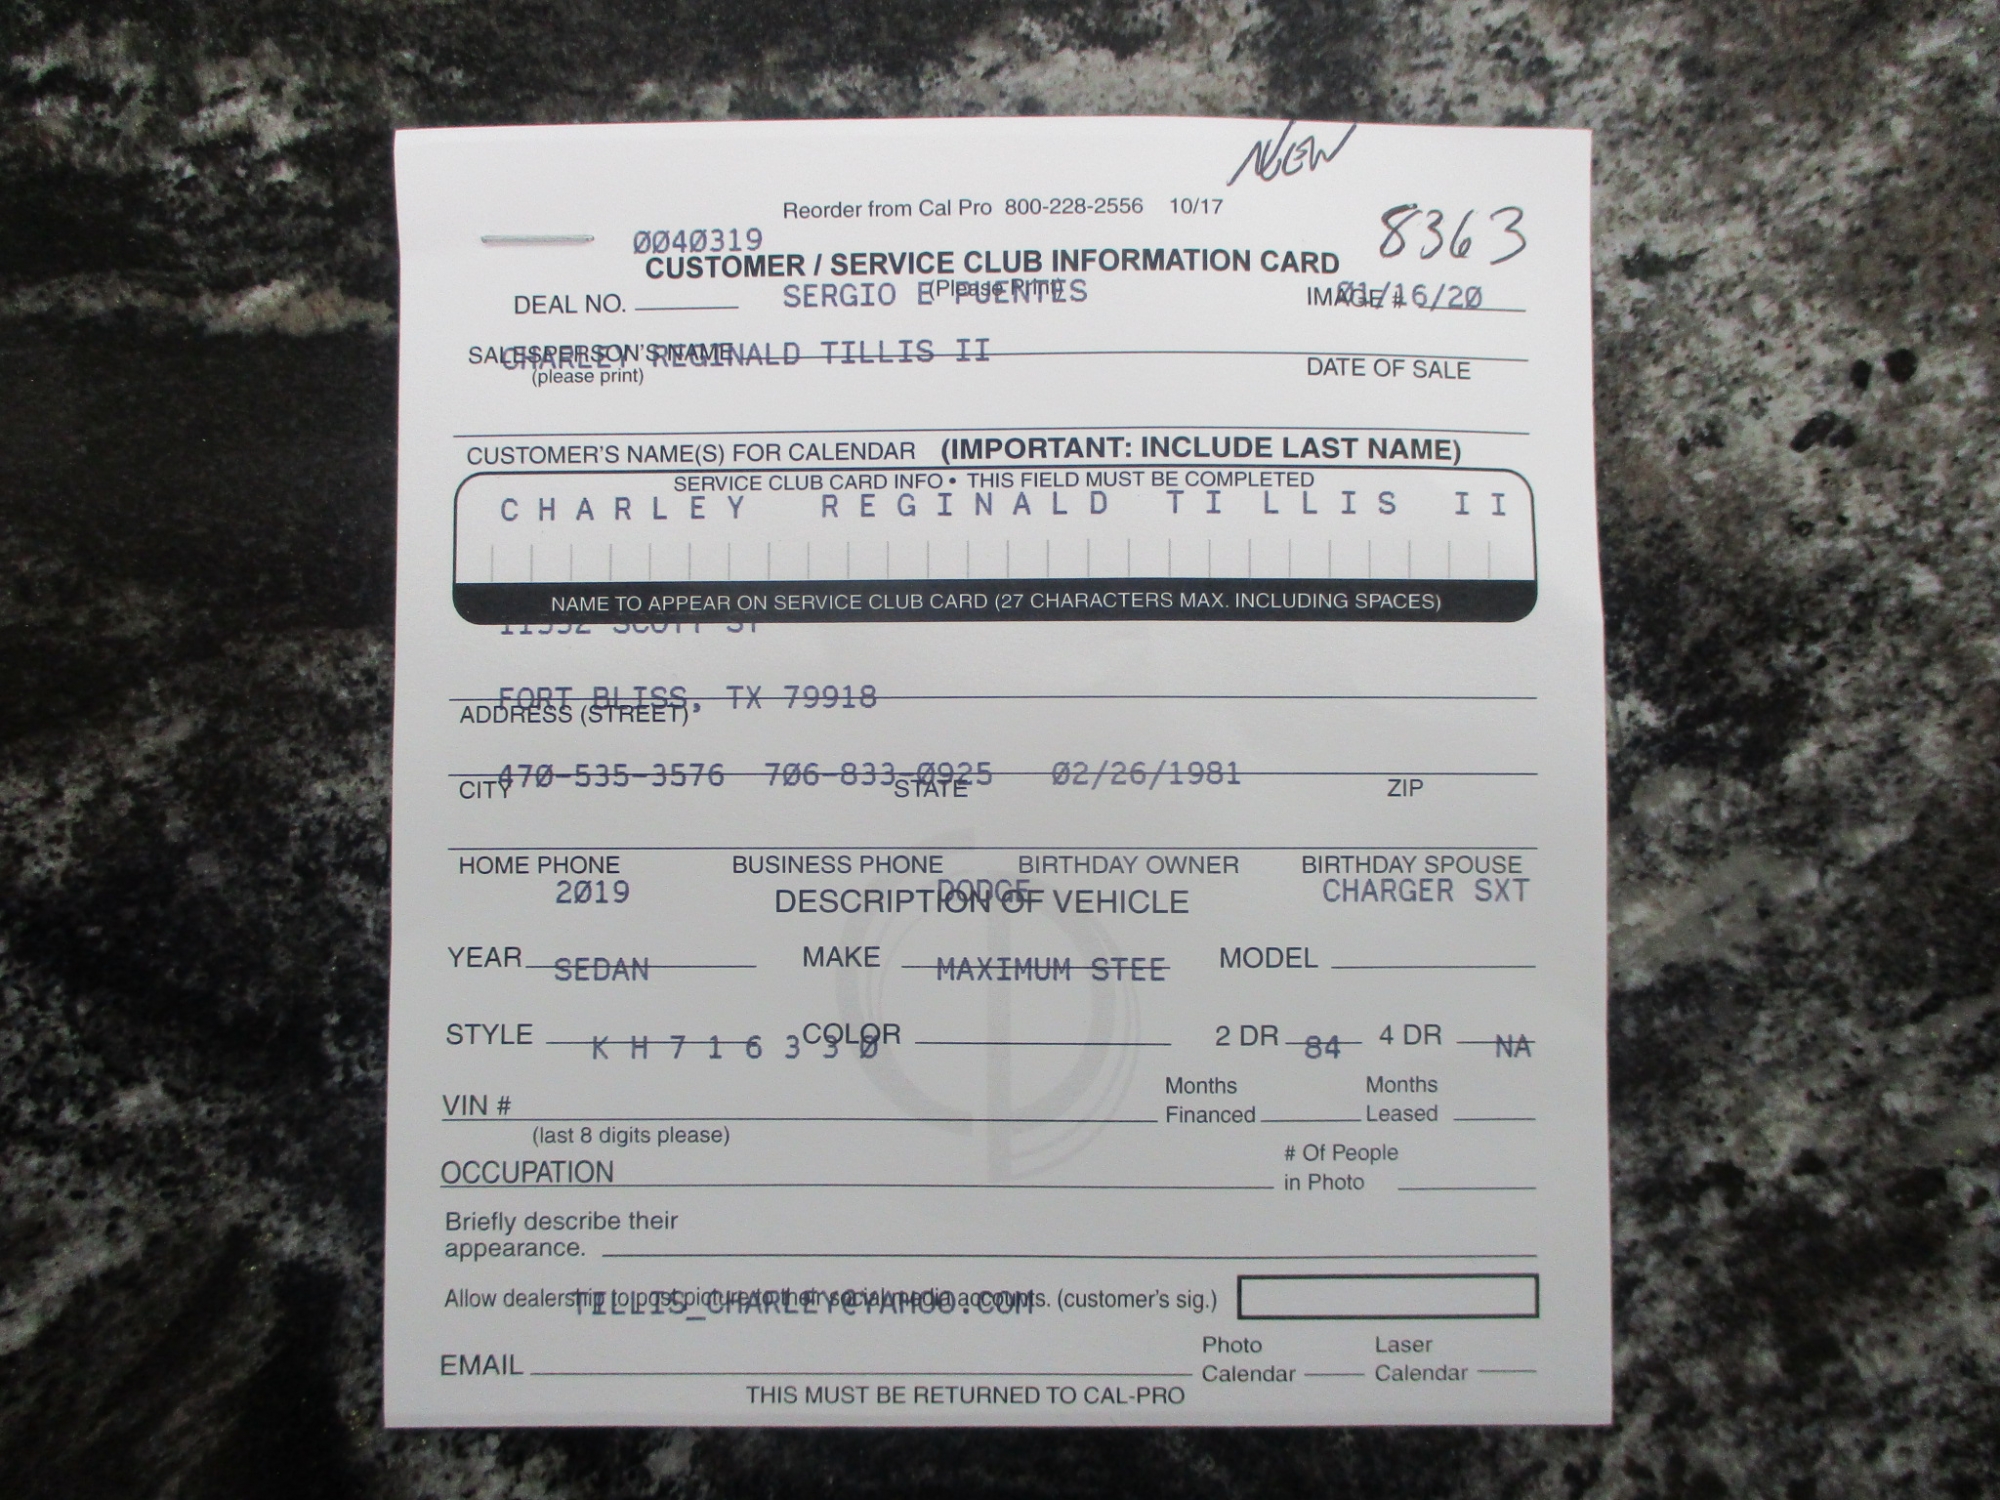 NEW
Reorder from Cal Pro 800-228-2556 10/17
8363
0040319
CUSTOMER / SERVICE CLUB INFORMATION CARD
(Please Print)
DEAL NO. SERGIO E PUENTES IMAGE # 01/16/20
SALESPERSON'S NAME CHARLEY REGINALD TILLIS II
(please print) DATE OF SALE
CUSTOMER'S NAME(S) FOR CALENDAR (IMPORTANT: INCLUDE LAST NAME)
SERVICE CLUB CARD INFO • THIS FIELD MUST BE COMPLETED
CHARLEY REGINALD TILLIS II
NAME TO APPEAR ON SERVICE CLUB CARD (27 CHARACTERS MAX. INCLUDING SPACES)
SCOTT ST
FORT BLISS, TX 79918
ADDRESS (STREET)
470-535-3576 706-833-0925 02/26/1981
CITY STATE ZIP
HOME PHONE BUSINESS PHONE BIRTHDAY OWNER BIRTHDAY SPOUSE
2019 DODGE CHARGER SXT
DESCRIPTION OF VEHICLE
YEAR MAKE MODEL
SEDAN MAXIMUM STEE
STYLE COLOR 2 DR 4 DR
KH716330 84 NA
VIN # Months Financed Months Leased
(last 8 digits please)
OCCUPATION # Of People in Photo
Briefly describe their
appearance.
Allow dealership to post picture to their social media accounts. (customer's sig.)
TILLIS_CHARLEY@YAHOO.COM
EMAIL Photo Calendar Laser Calendar
THIS MUST BE RETURNED TO CAL-PRO